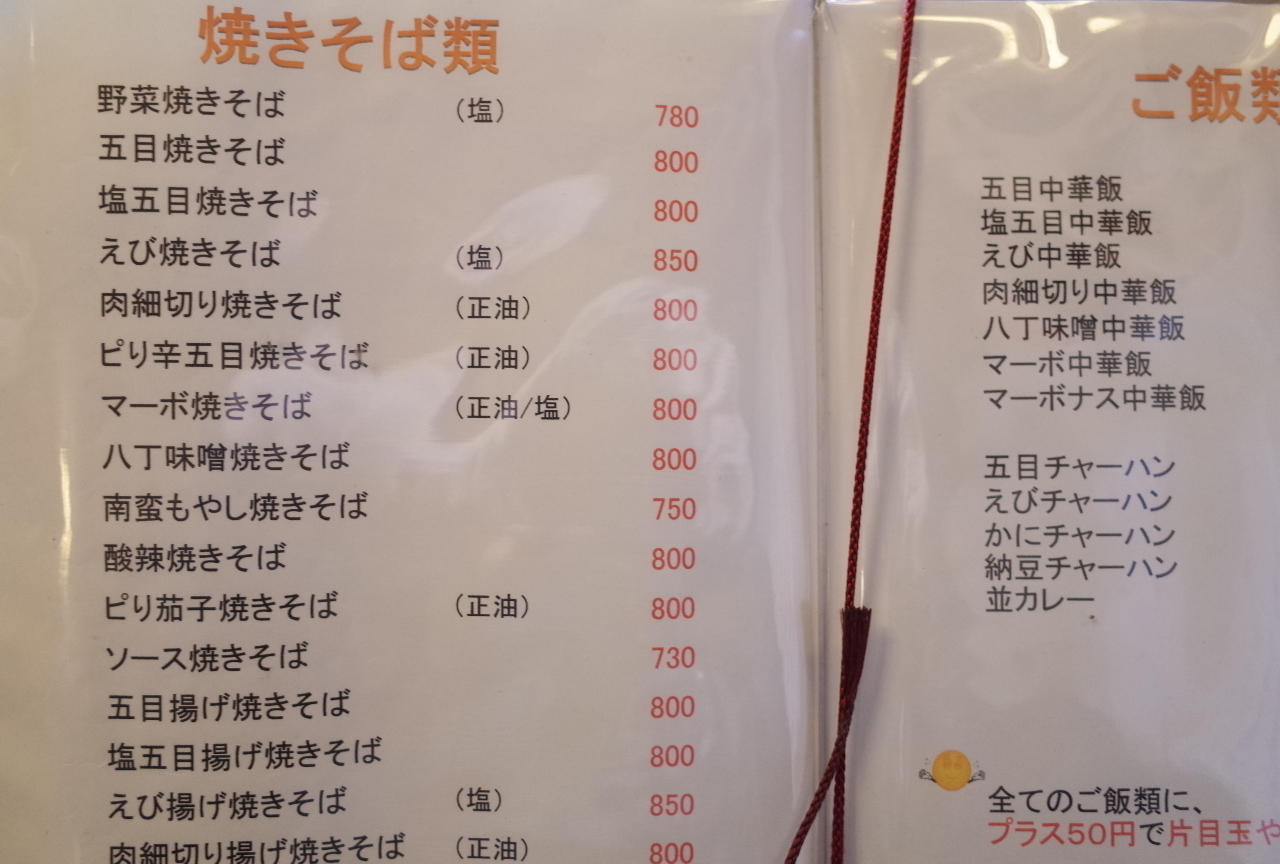 焼きそば類
野菜焼きそば （塩） 780
五目焼きそば 800
塩五目焼きそば 800
えび焼きそば （塩） 850
肉細切り焼きそば （正油） 800
ピり辛五目焼きそば （正油） 800
マーボ焼きそば （正油/塩） 800
八丁味噌焼きそば 800
南蛮もやし焼きそば 750
酸辣焼きそば 800
ピり茄子焼きそば （正油） 800
ソース焼きそば 730
五目揚げ焼きそば 800
塩五目揚げ焼きそば 800
えび揚げ焼きそば （塩） 850
肉細切り揚げ焼きそば （正油） 800
ご飯類
五目中華飯
塩五目中華飯
えび中華飯
肉細切り中華飯
八丁味噌中華飯
マーボ中華飯
マーボナス中華飯
五目チャーハン
えびチャーハン
かにチャーハン
納豆チャーハン
並カレー
全てのご飯類に、
プラス50円で片目玉や